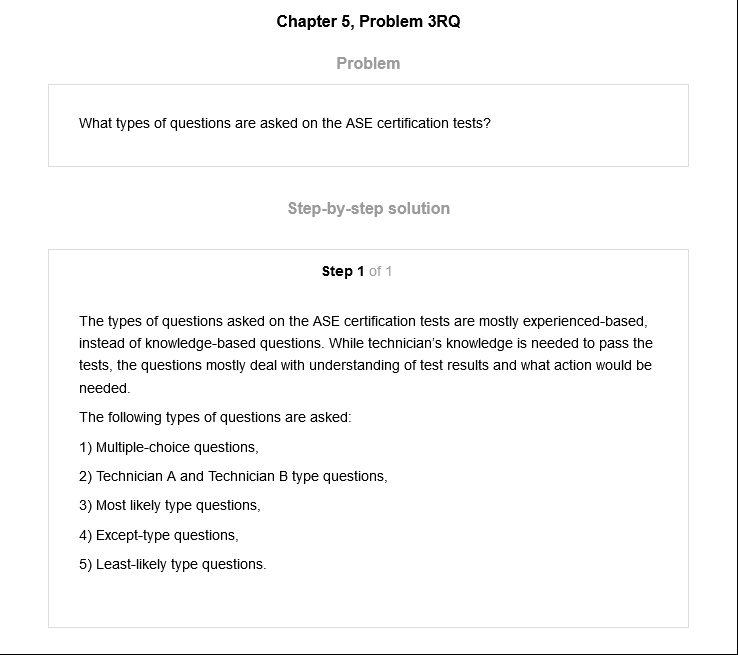 Chapter 5, Problem 3RQ
Problem
What types of questions are asked on the ASE certification tests?
Step-by-step solution
Step 1 of 1
The types of questions asked on the ASE certification tests are mostly experienced-based,
instead of knowledge-based questions. While technician's knowledge is needed to pass the
tests, the questions mostly deal with understanding of test results and what action would be
needed.
The following types of questions are asked:
1) Multiple-choice questions,
2) Technician A and Technician B type questions,
3) Most likely type questions,
4) Except-type questions,
5) Least-likely type questions.